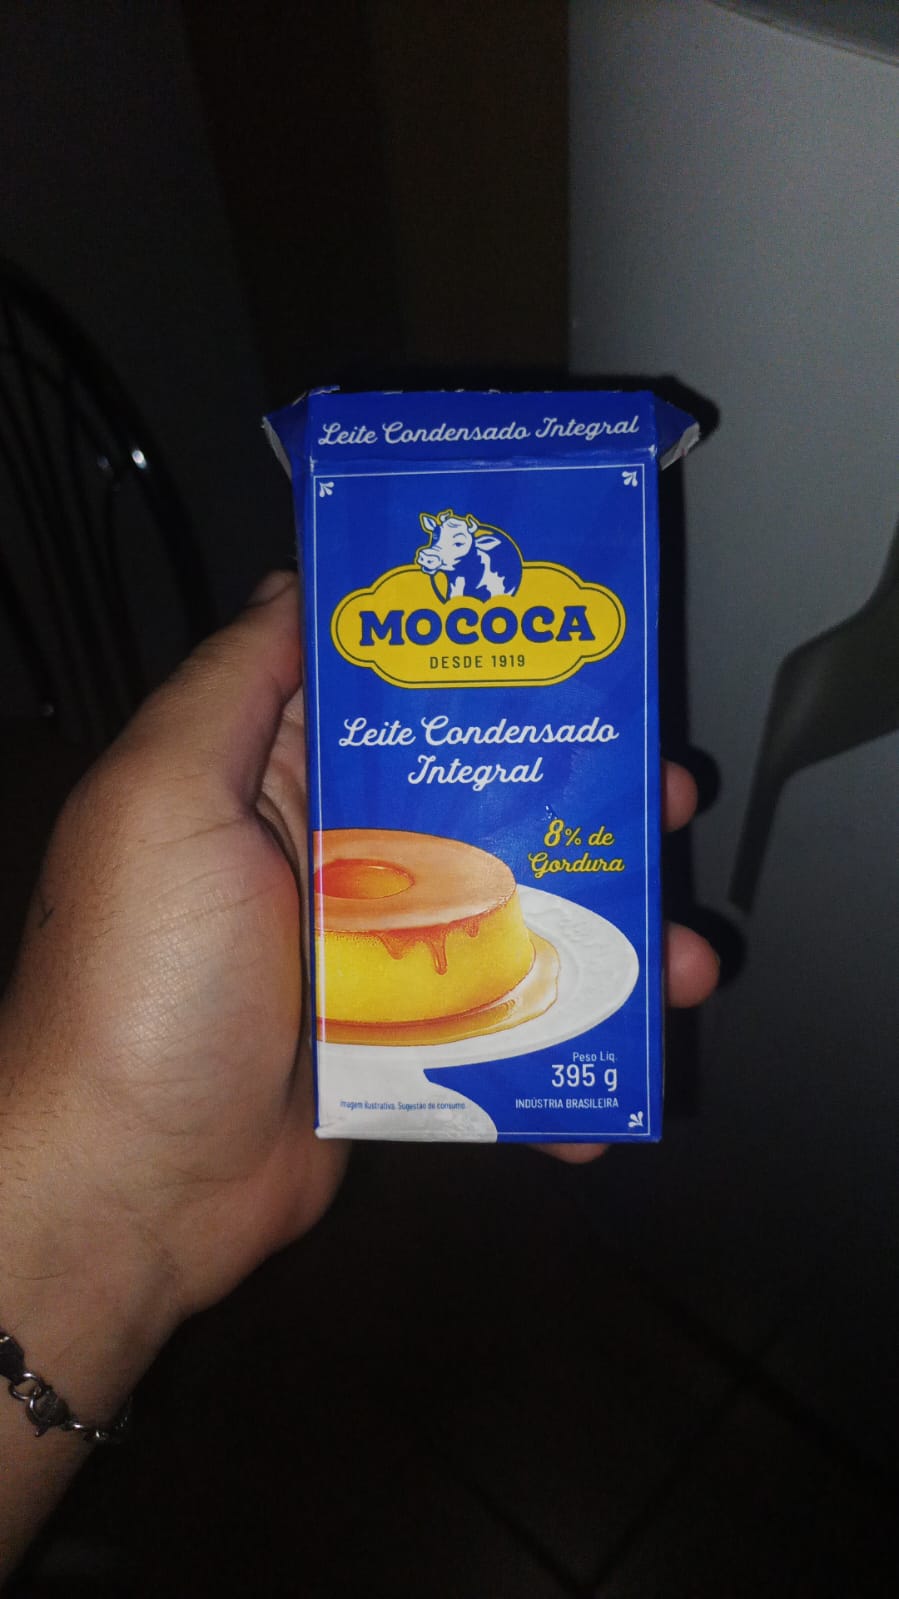 Leite Condensado Integral
MOCOCA
DESDE 1919
Leite Condensado
Integral
8% de
Gordura
Peso Liq.
395 g
Imagem ilustrativa. Sugestão de consumo.
INDÚSTRIA BRASILEIRA